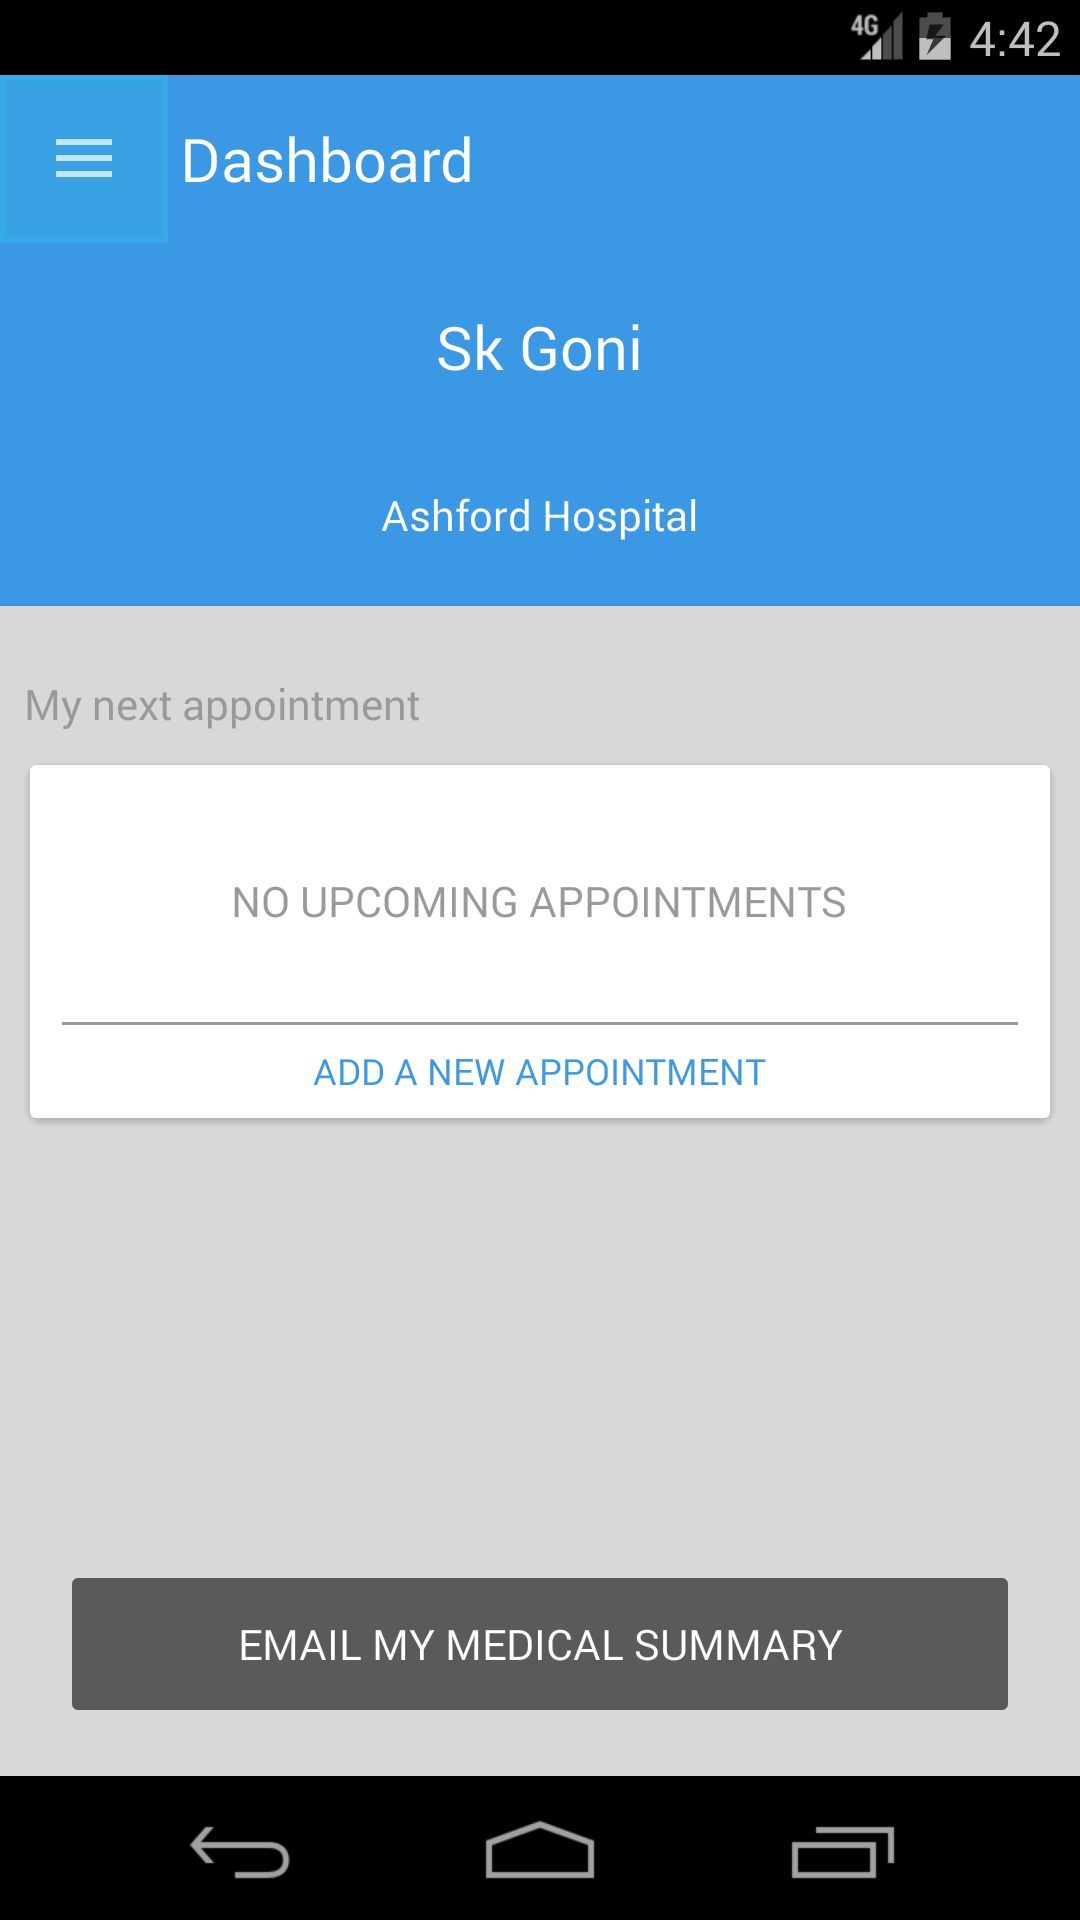 4G 4:42
Dashboard
Sk Goni
Ashford Hospital
My next appointment
NO UPCOMING APPOINTMENTS
ADD A NEW APPOINTMENT
EMAIL MY MEDICAL SUMMARY